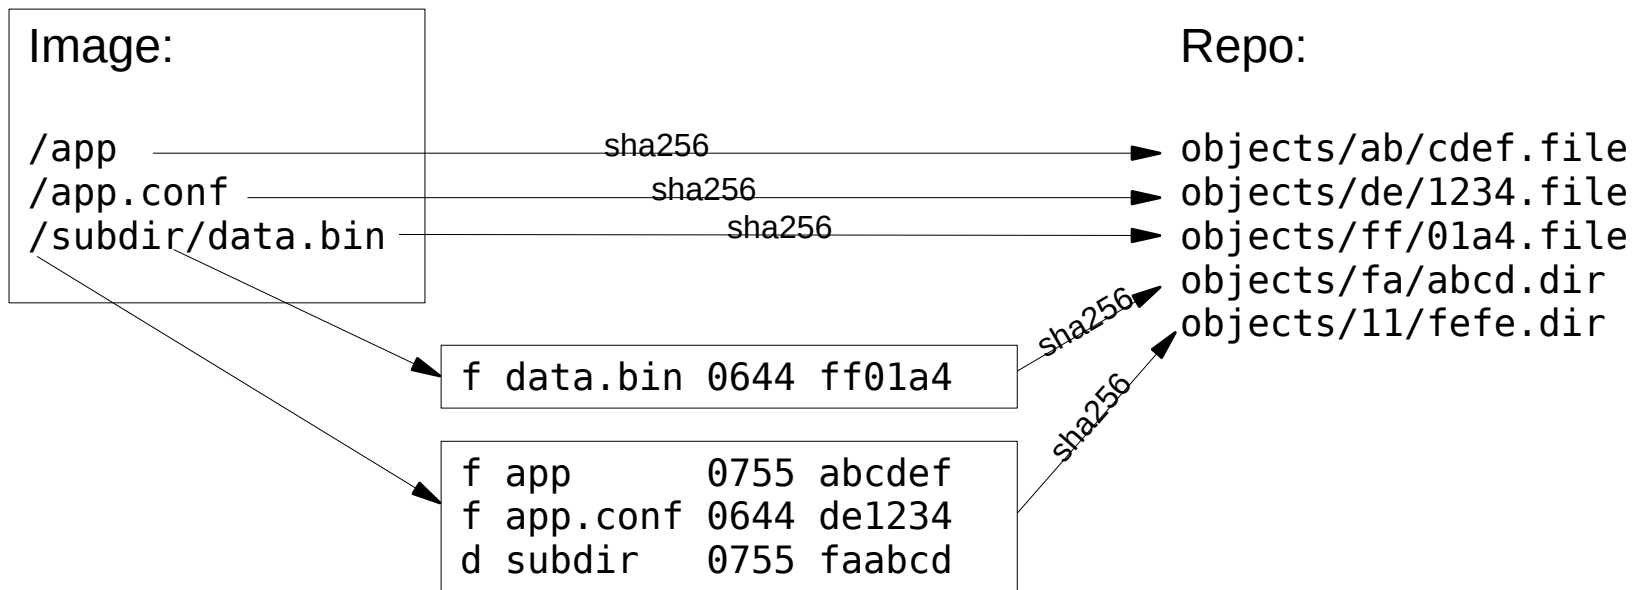 Image:
/app
/app.conf
/subdir/data.bin
sha256
sha256
sha256
Repo:
objects/ab/cdef.file
objects/de/1234.file
objects/ff/01a4.file
objects/fa/abcd.dir
objects/11/fefe.dir
f data.bin 0644 ff01a4
sha256
f app      0755 abcdef
f app.conf 0644 de1234
d subdir   0755 faabcd
sha256